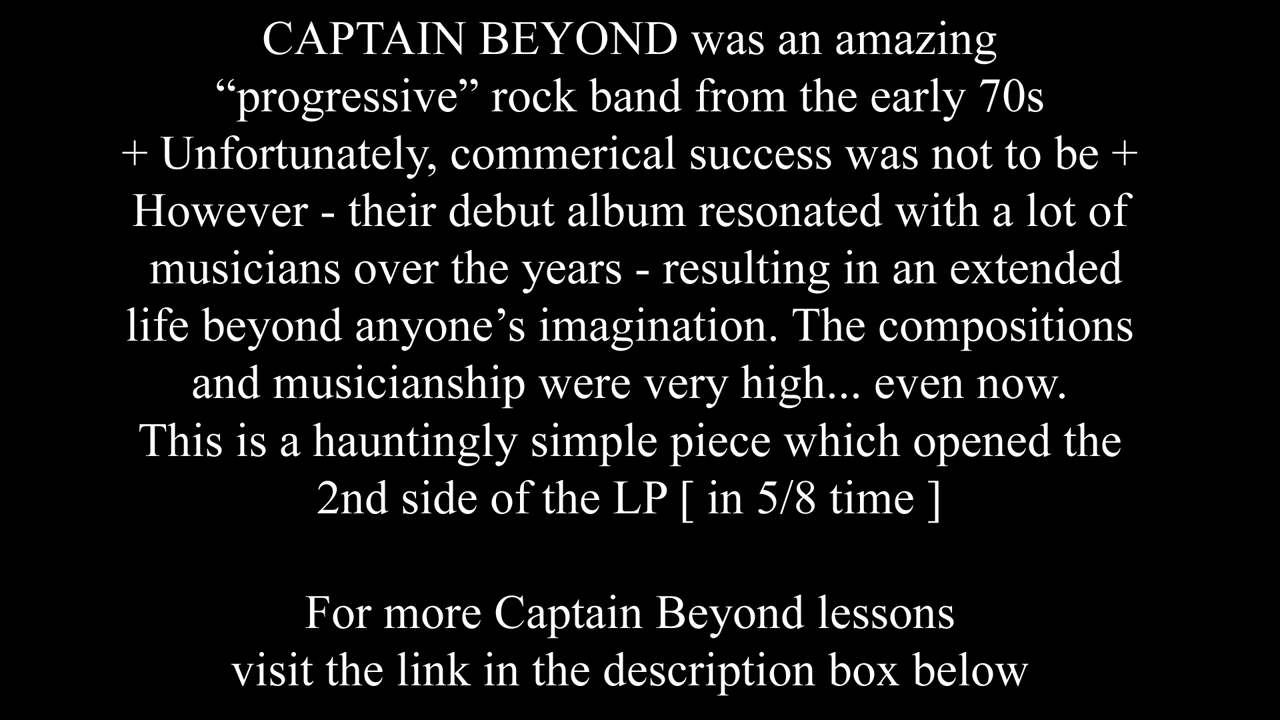 CAPTAIN BEYOND was an amazing
“progressive” rock band from the early 70s
+ Unfortunately, commerical success was not to be +
However - their debut album resonated with a lot of
musicians over the years - resulting in an extended
life beyond anyone’s imagination. The compositions
and musicianship were very high... even now.
This is a hauntingly simple piece which opened the
2nd side of the LP [ in 5/8 time ]
For more Captain Beyond lessons
visit the link in the description box below